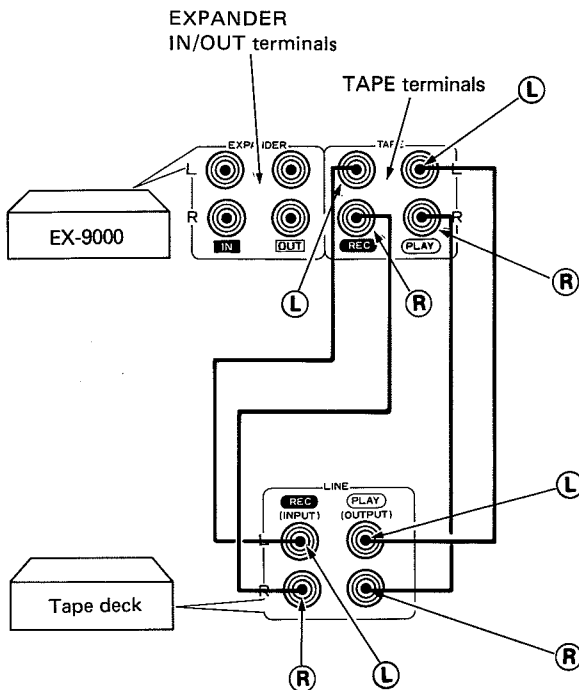 EXPANDER
IN/OUT terminals
TAPE terminals
L
EXPANDER
TAPE
L
L
R
R
IN
OUT
REC
PLAY
EX-9000
L
R
R
LINE
REC
PLAY
(INPUT)
(OUTPUT)
L
L
R
Tape deck
R
L
R